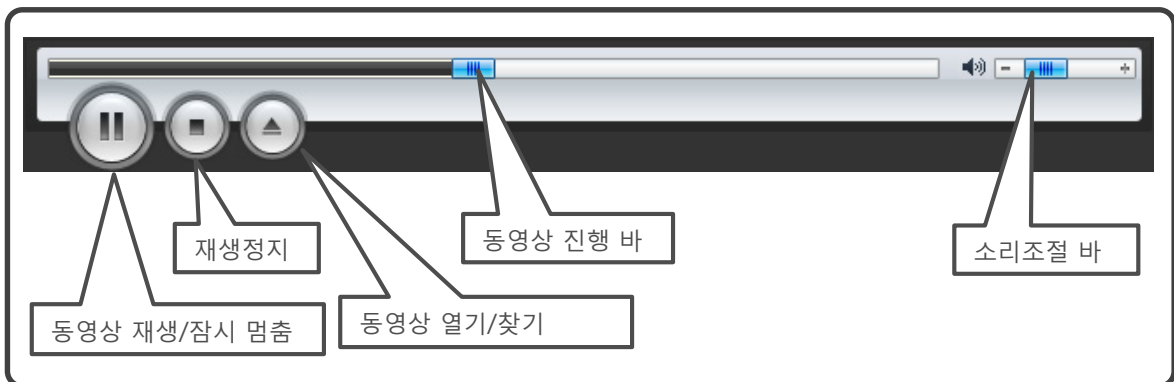 재생정지
동영상 진행 바
소리조절 바
동영상 재생/잠시 멈춤
동영상 열기/찾기